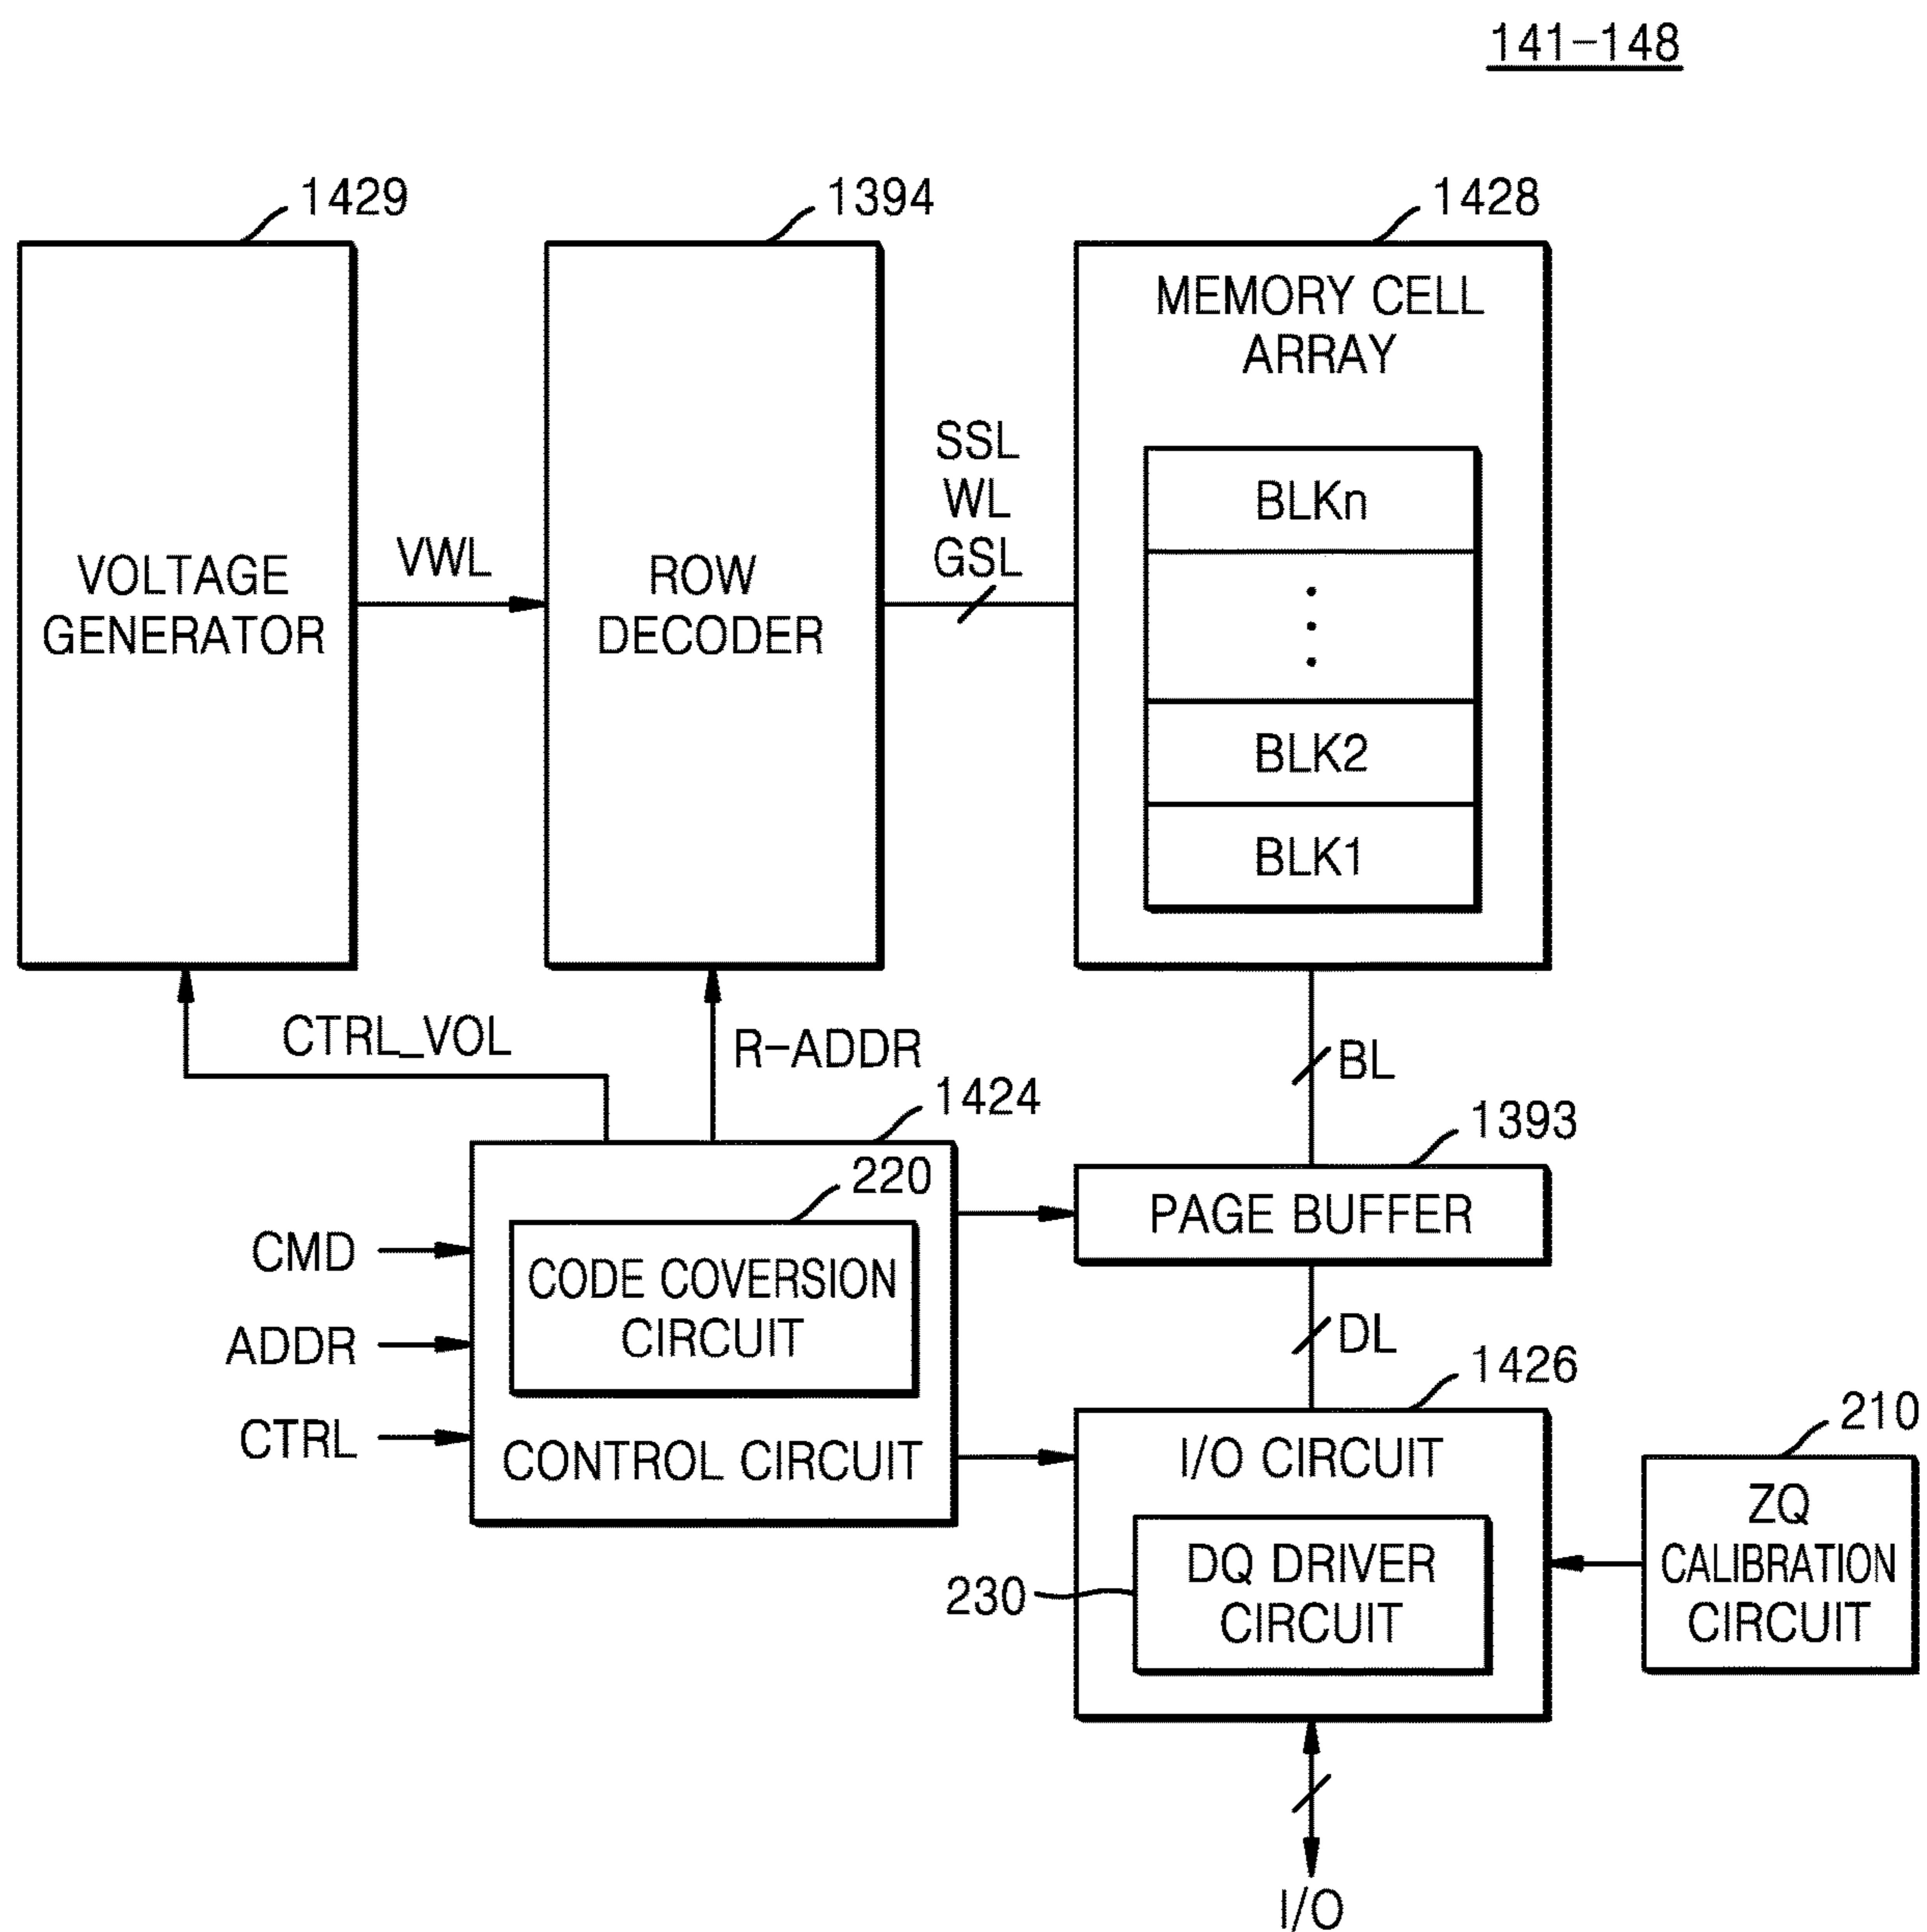 141-148
1429
1394
1428
MEMORY CELL
ARRAY
SSL
WL
GSL
BLKn
VWL
VOLTAGE
GENERATOR
ROW
DECODER
BLK2
BLK1
CTRL_VOL
R-ADDR
BL
1424
1393
220
PAGE BUFFER
CMD
CODE COVERSION
CIRCUIT
ADDR
DL
1426
210
CTRL
CONTROL CIRCUIT
I/O CIRCUIT
ZQ
CALIBRATION
CIRCUIT
230
DQ DRIVER
CIRCUIT
I/O